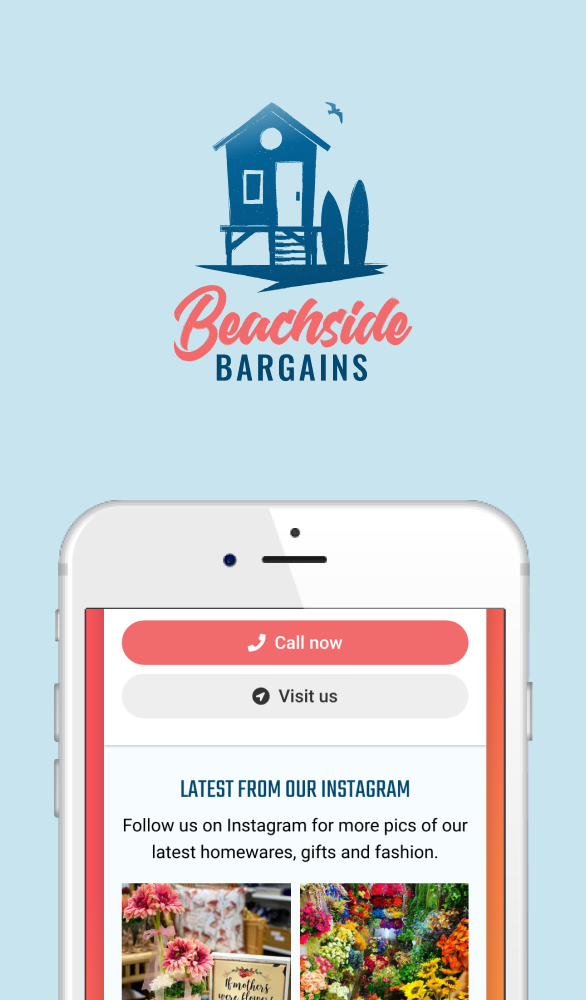 Beachside
BARGAINS
Call now
Visit us
LATEST FROM OUR INSTAGRAM
Follow us on Instagram for more pics of our
latest homewares, gifts and fashion.
If mothers
were flowers